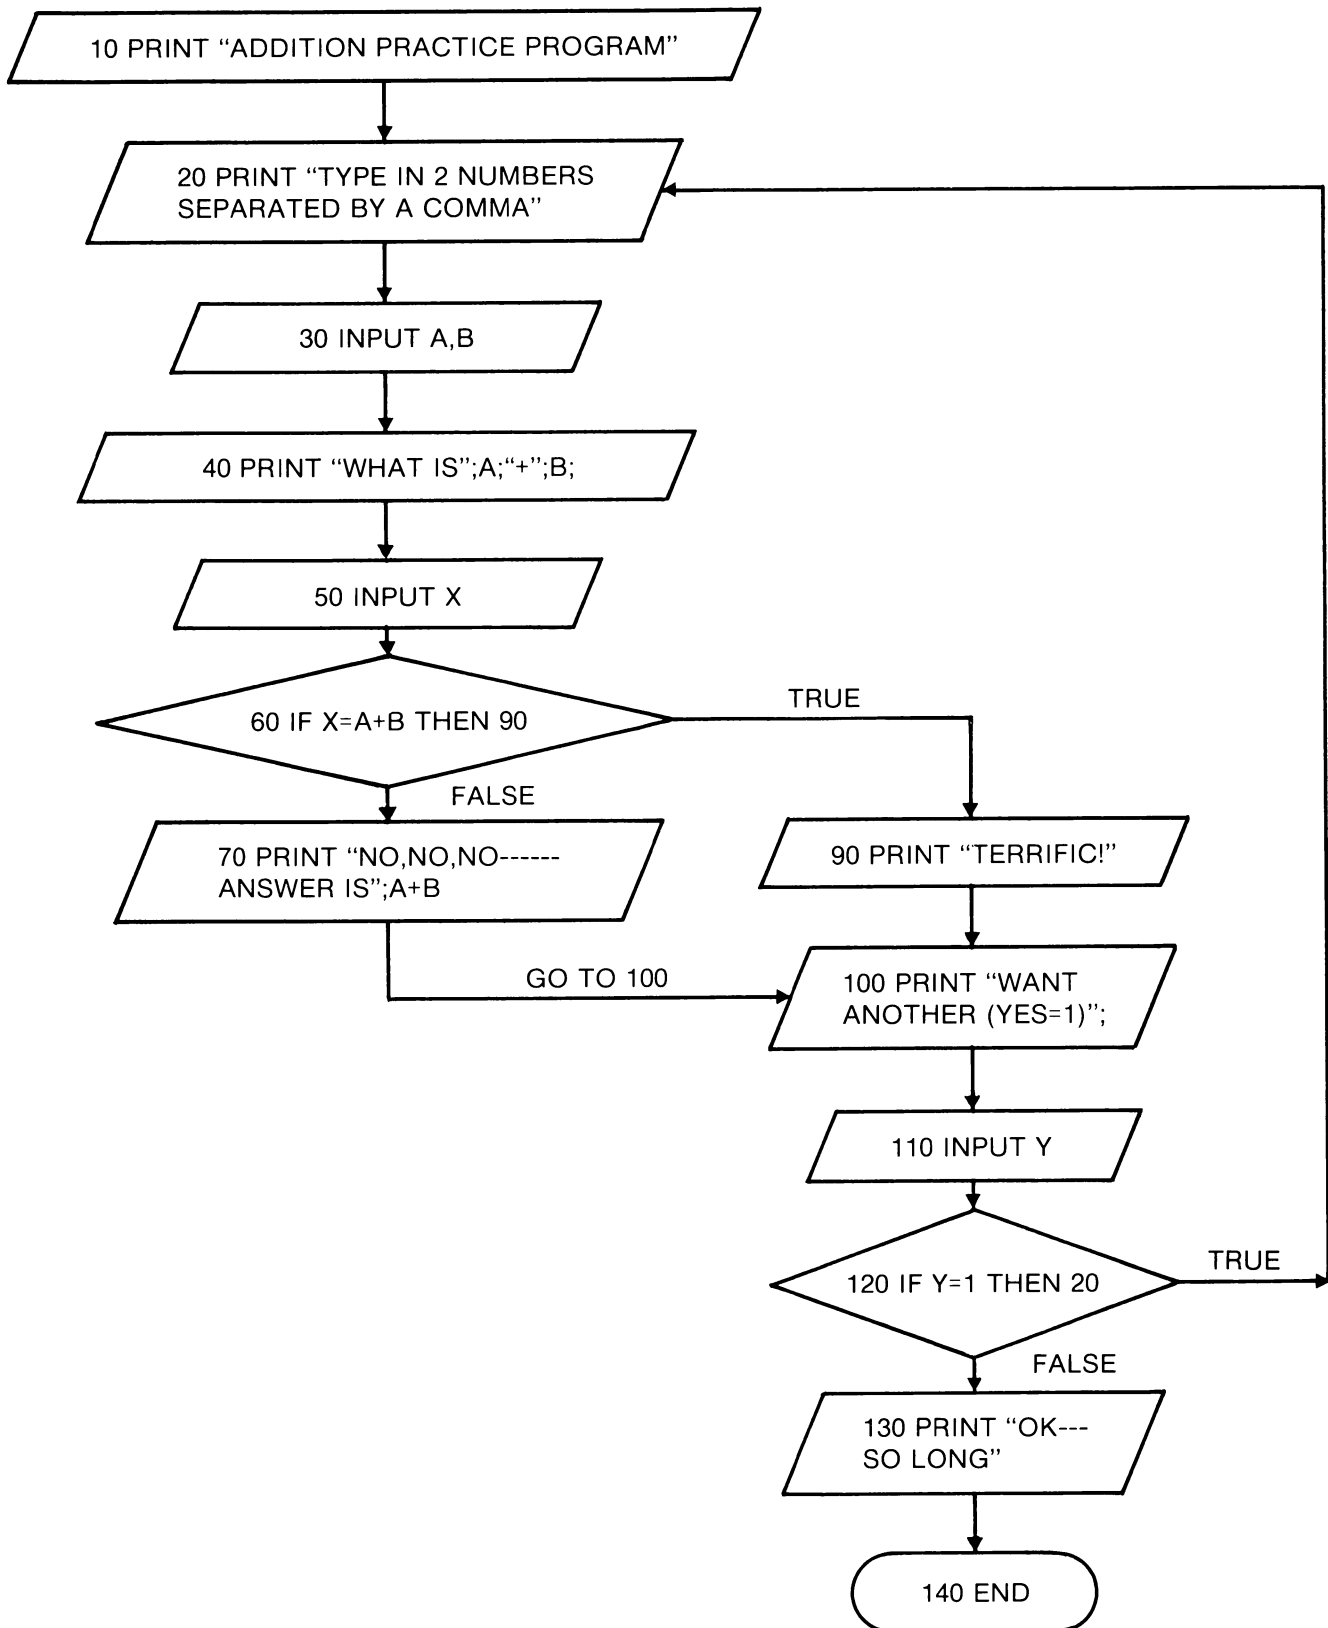 10 PRINT “ADDITION PRACTICE PROGRAM”
20 PRINT “TYPE IN 2 NUMBERS
SEPARATED BY A COMMA”
30 INPUT A,B
40 PRINT “WHAT IS”;A;“+”;B;
50 INPUT X
60 IF X=A+B THEN 90
TRUE
FALSE
70 PRINT “NO,NO,NO------
ANSWER IS”;A+B
90 PRINT “TERRIFIC!”
GO TO 100
100 PRINT “WANT
ANOTHER (YES=1)”;
110 INPUT Y
120 IF Y=1 THEN 20
TRUE
FALSE
130 PRINT “OK---
SO LONG”
140 END